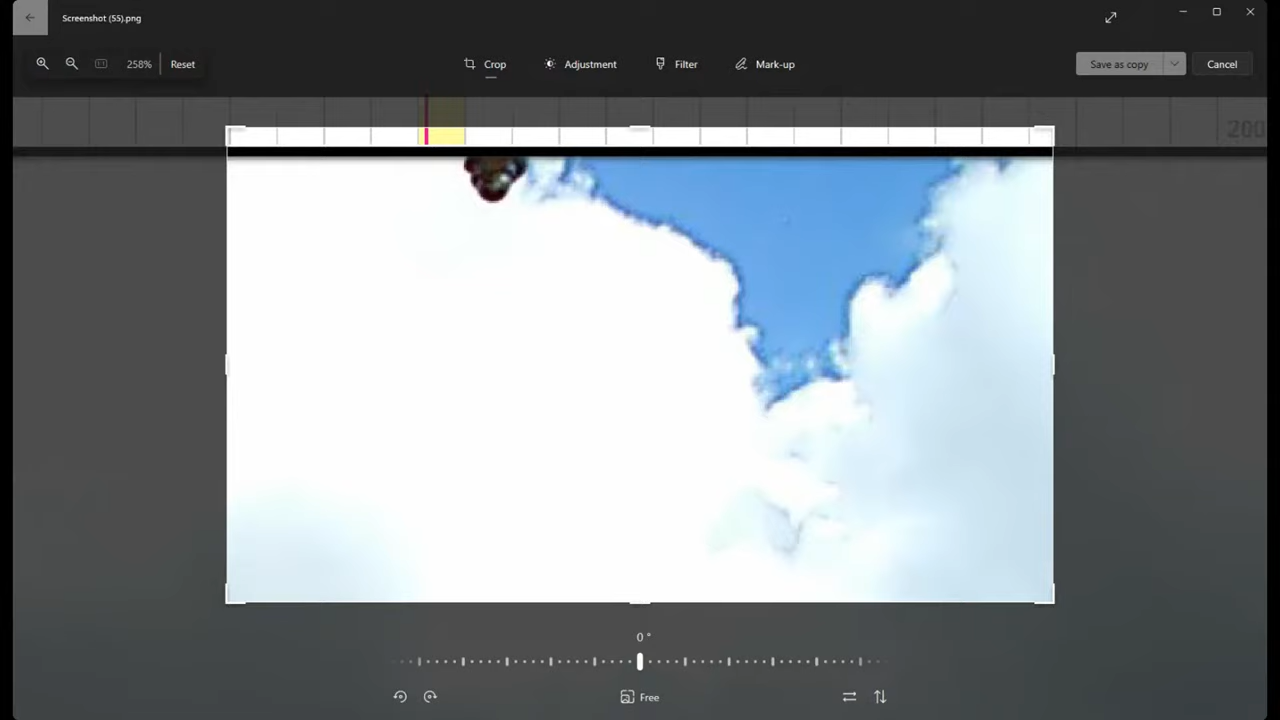 Screenshot (55).png
258%
Reset
Crop
Adjustment
Filter
Mark-up
Save as copy
Cancel
200
0 °
Free